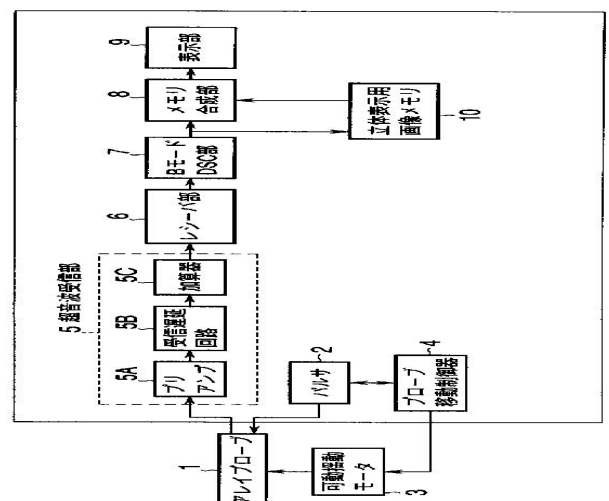 1
アレイプローブ
可動揺動
モータ
3
2
パルサ
4
プローブ
移動制御器
5 超音波受信部
5A
プリ
アンプ
5B
受信遅延
回路
5C
加算器
6
レシーバ部
7
Bモード
DSC部
8
メモリ
合成部
9
表示部
立体表示用
画像メモリ
10